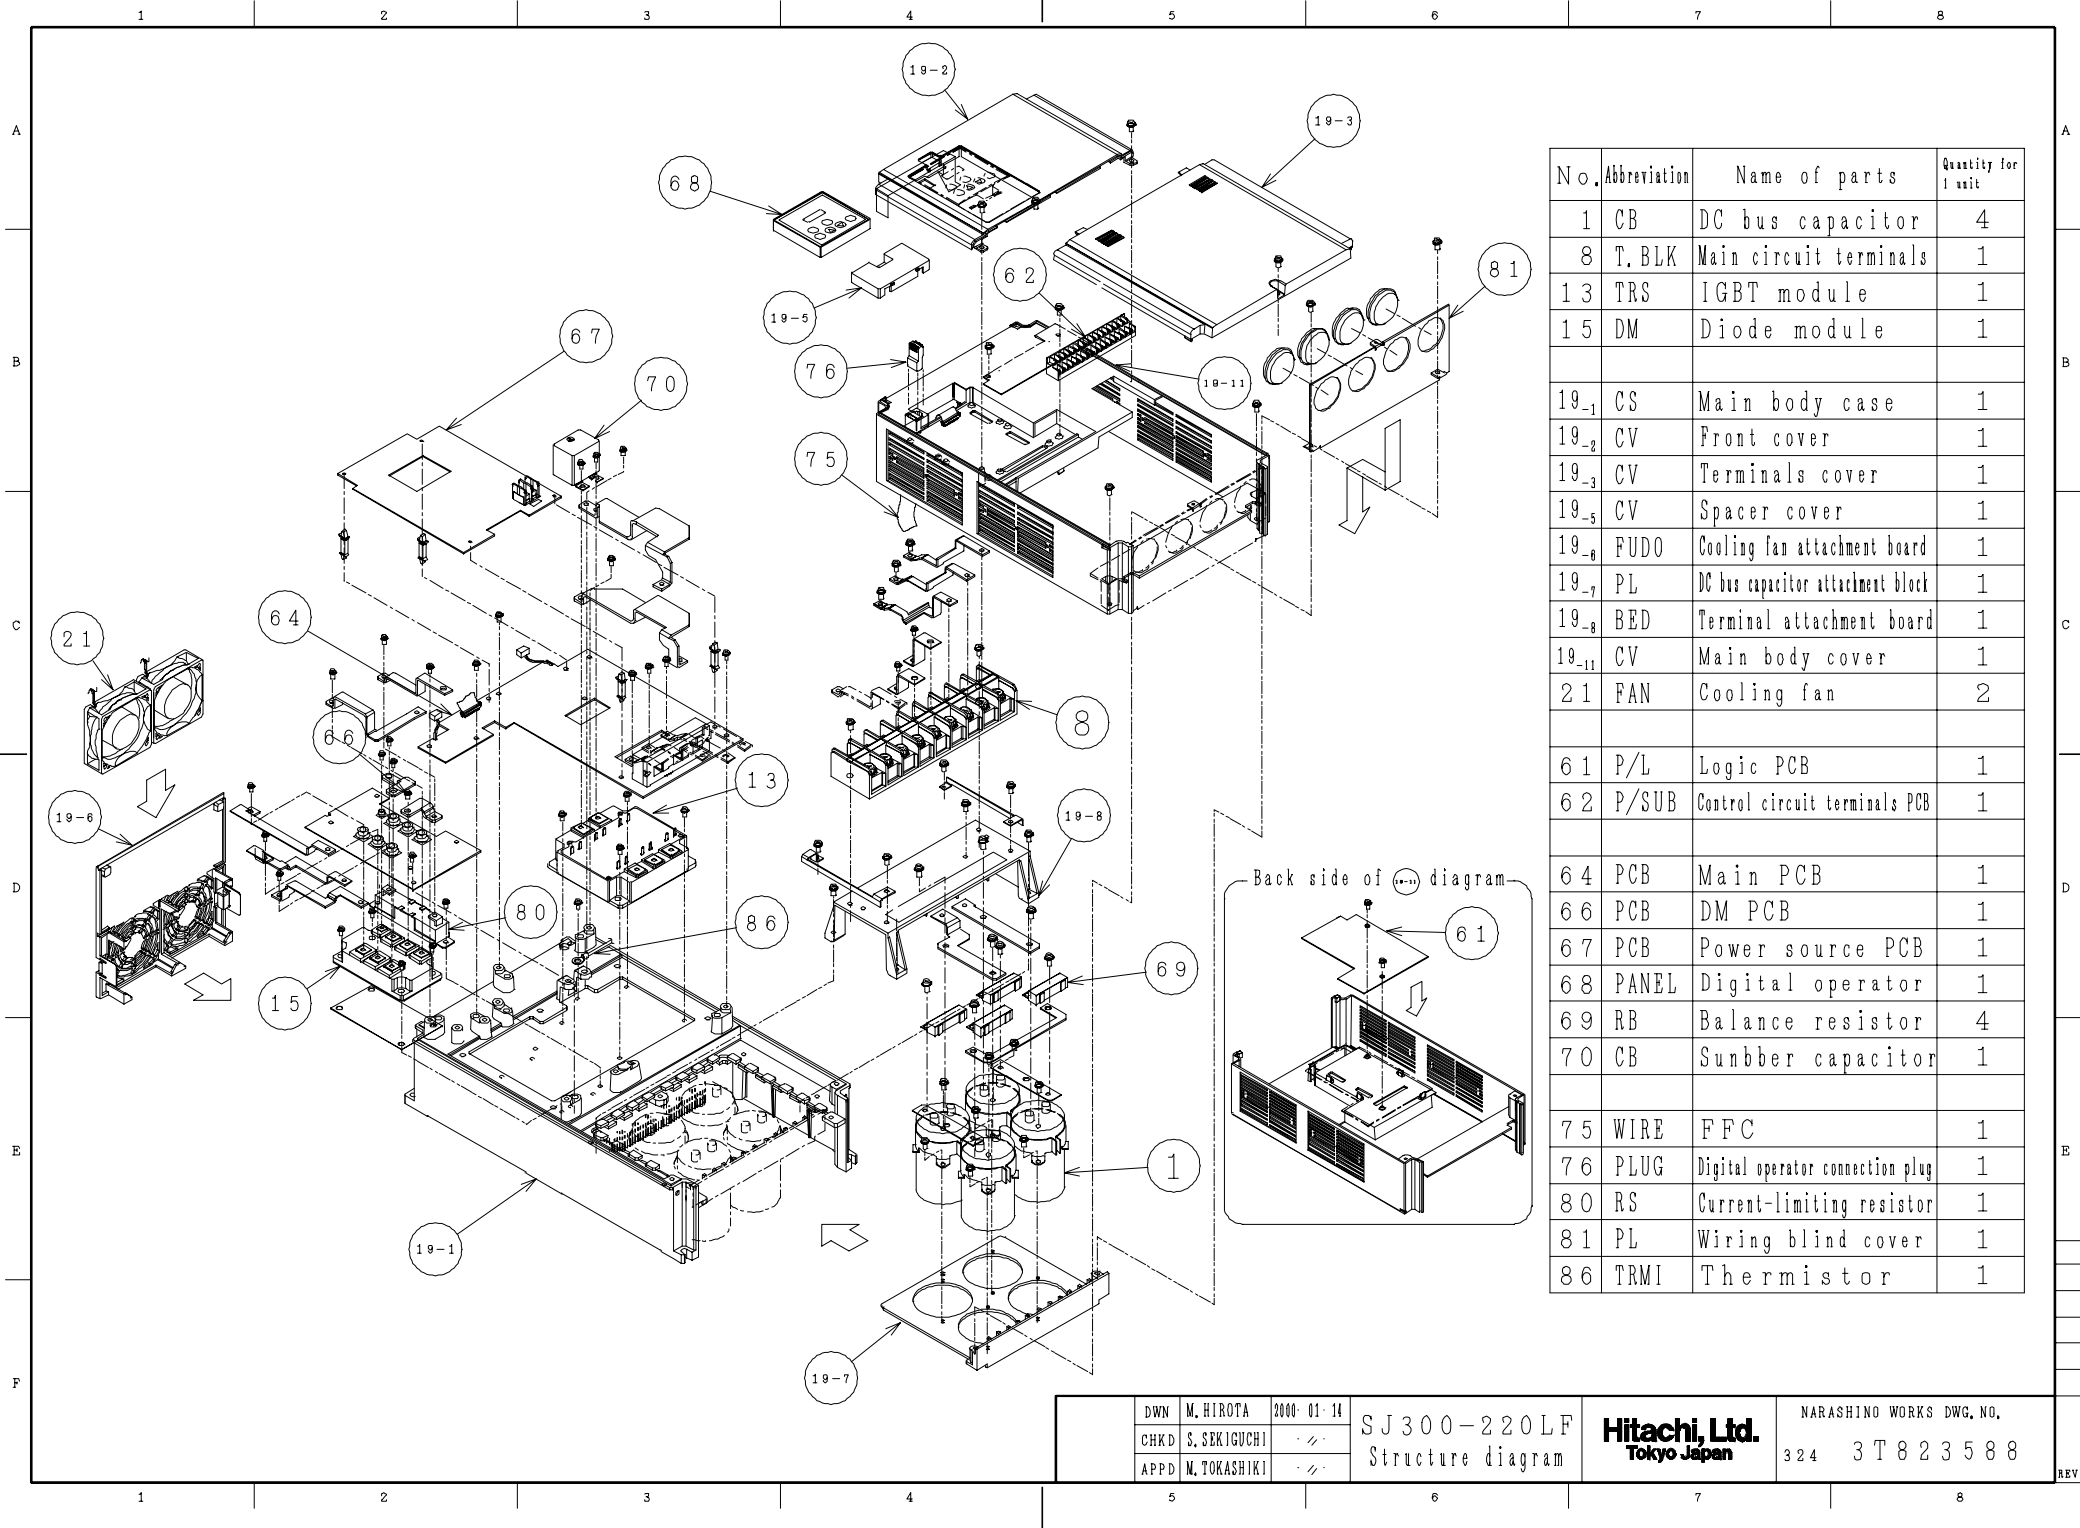 1 2 3 4 5 6 7 8
A
B
C
D
E
F
A
B
C
D
E
19-2
19-3
68
62
81
19-5
67
76
19-11
70
75
64
21
66
8
13
19-6
19-8
80
86
69
15
1
19-1
19-7
Back side of 19-11 diagram
61
No. Abbreviation Name of parts Quantity for 1 unit
1 CB DC bus capacitor 4
8 T.BLK Main circuit terminals 1
13 TRS IGBT module 1
15 DM Diode module 1
19-1 CS Main body case 1
19-2 CV Front cover 1
19-3 CV Terminals cover 1
19-5 CV Spacer cover 1
19-6 FUDO Cooling fan attachment board 1
19-7 PL DC bus capacitor attachment block 1
19-8 BED Terminal attachment board 1
19-11 CV Main body cover 1
21 FAN Cooling fan 2
61 P/L Logic PCB 1
62 P/SUB Control circuit terminals PCB 1
64 PCB Main PCB 1
66 PCB DM PCB 1
67 PCB Power source PCB 1
68 PANEL Digital operator 1
69 RB Balance resistor 4
70 CB Sunbber capacitor 1
75 WIRE FFC 1
76 PLUG Digital operator connection plug 1
80 RS Current-limiting resistor 1
81 PL Wiring blind cover 1
86 TRMI Thermistor 1
DWN M.HIROTA 2000·01·14
CHKD S.SEKIGUCHI · 〃 ·
APPD M.TOKASHIKI · 〃 ·
SJ300-220LF
Structure diagram
Hitachi, Ltd.
Tokyo Japan
NARASHINO WORKS DWG.NO.
324 3T823588
REV
1 2 3 4 5 6 7 8